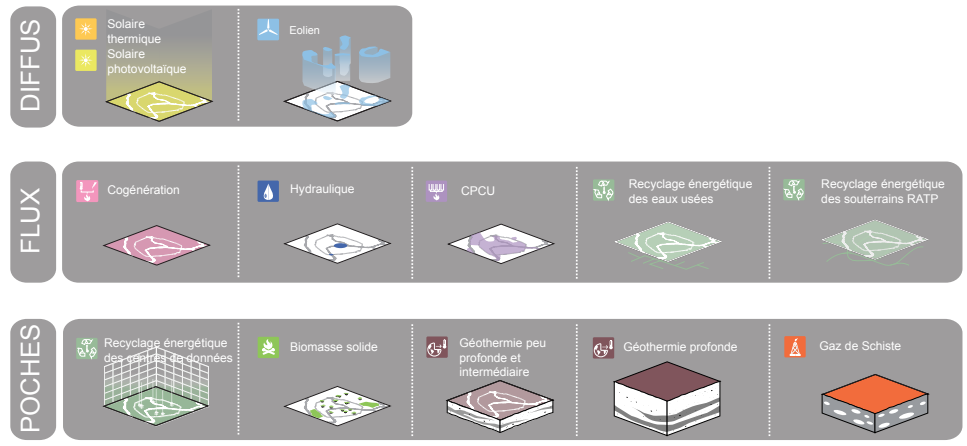 DIFFUS
Solaire
thermique
Solaire
photovoltaïque
Eolien
FLUX
Cogénération
Hydraulique
CPCU
Recyclage énergétique
des eaux usées
Recyclage énergétique
des souterrains RATP
POCHES
Recyclage énergétique
des centres de données
Biomasse solide
Géothermie peu
profonde et
intermédiaire
Géothermie profonde
Gaz de Schiste